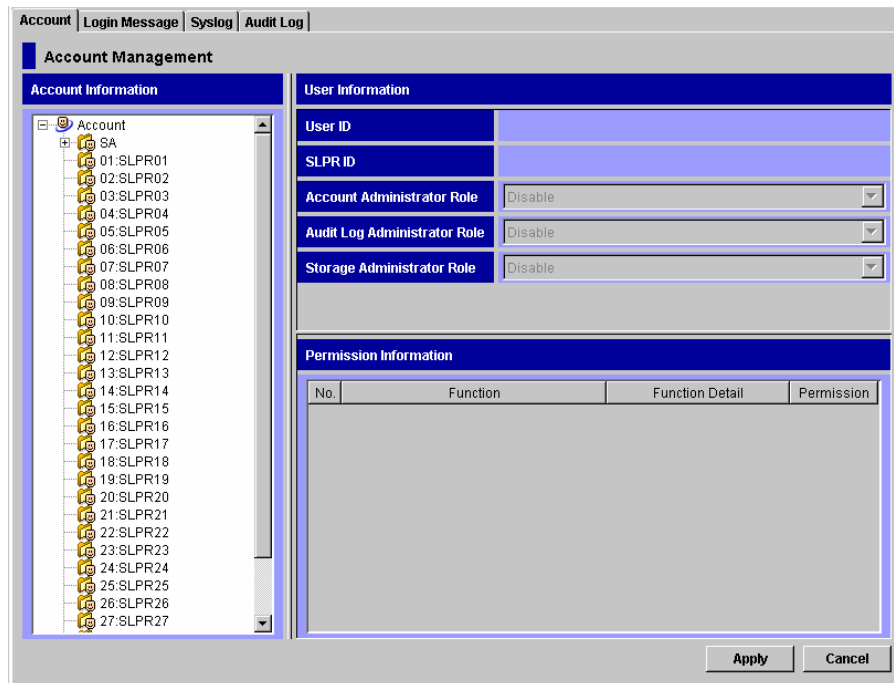 Account Login Message Syslog Audit Log
Account Management
Account Information
Account
SA
01:SLPR01
02:SLPR02
03:SLPR03
04:SLPR04
05:SLPR05
06:SLPR06
07:SLPR07
08:SLPR08
09:SLPR09
10:SLPR10
11:SLPR11
12:SLPR12
13:SLPR13
14:SLPR14
15:SLPR15
16:SLPR16
17:SLPR17
18:SLPR18
19:SLPR19
20:SLPR20
21:SLPR21
22:SLPR22
23:SLPR23
24:SLPR24
25:SLPR25
26:SLPR26
27:SLPR27
User Information
User ID
SLPR ID
Account Administrator Role Disable
Audit Log Administrator Role Disable
Storage Administrator Role Disable
Permission Information
No. Function Function Detail Permission
Apply Cancel